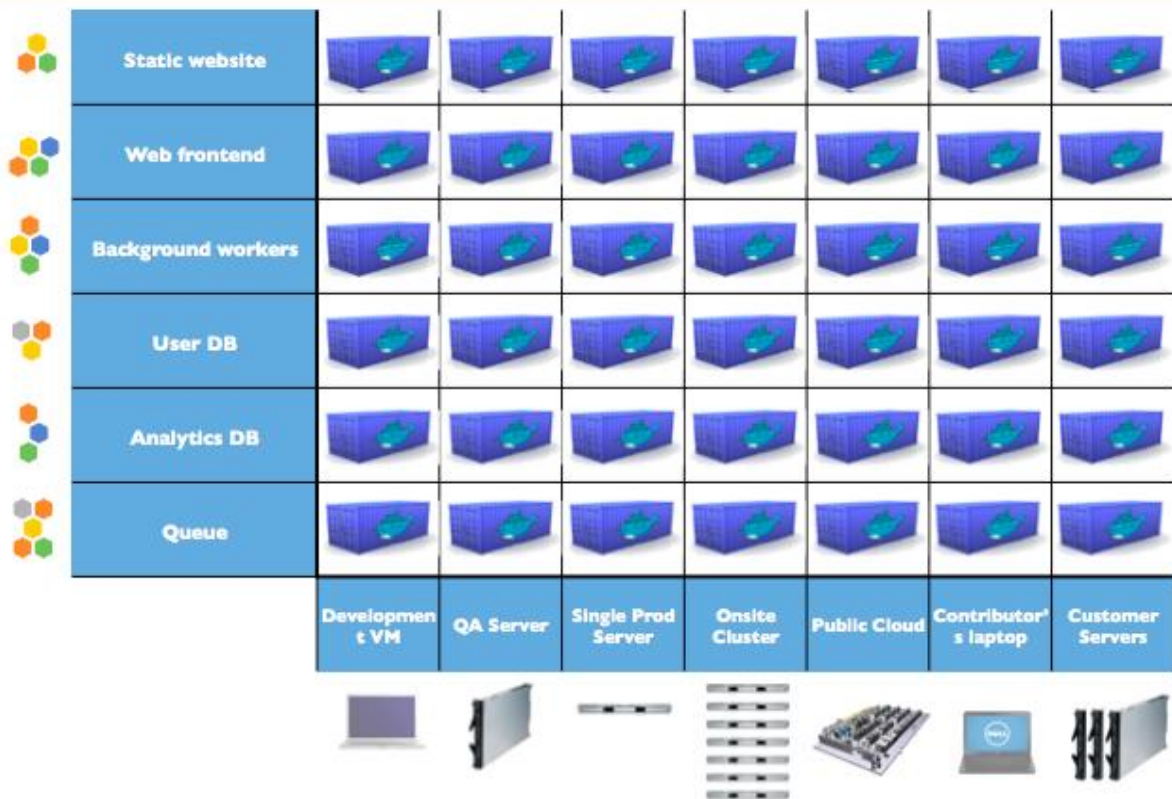 Static website
Web frontend
Background workers
User DB
Analytics DB
Queue
Developmen
t VM
QA Server
Single Prod
Server
Onsite
Cluster
Public Cloud
Contributor's
s laptop
Customer
Servers
DELL